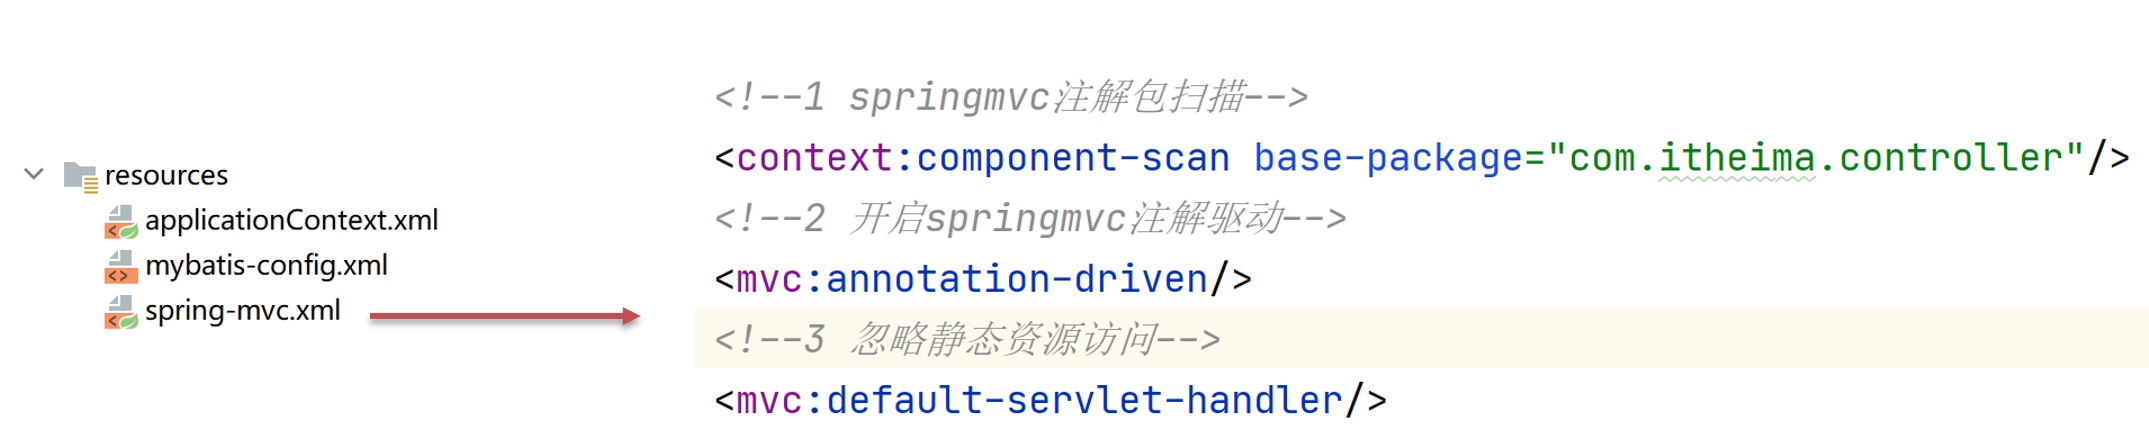 resources
applicationContext.xml
mybatis-config.xml
spring-mvc.xml
<!--1 springmvc注解包扫描-->
<context:component-scan base-package="com.itheima.controller"/>
<!--2 开启springmvc注解驱动-->
<mvc:annotation-driven/>
<!--3 忽略静态资源访问-->
<mvc:default-servlet-handler/>